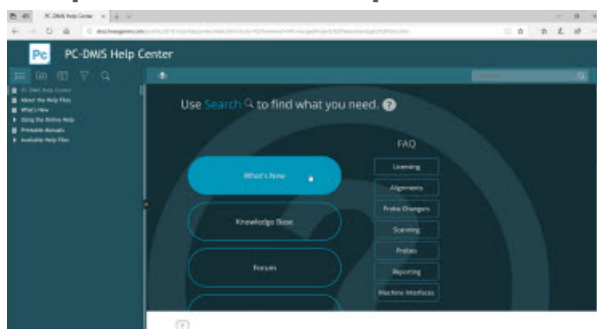 PC-DMIS Help Center
Pc PC-DMIS Help Center
PC-DMIS Help Center
About the Help Files
What's New
Using the Online Help
Printable Manuals
Available Help Files
Use Search to find what you need. ?
FAQ
What's New
Knowledge Base
Forum
Licensing
Alignments
Probe Changers
Scanning
Probes
Reporting
Machine Interfaces